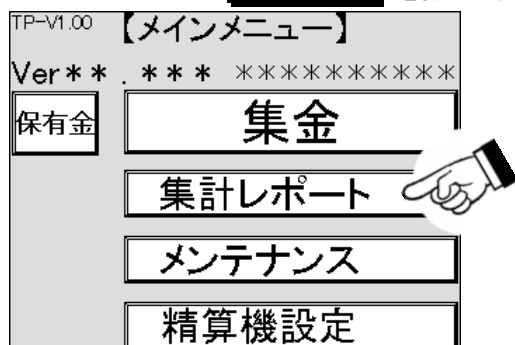 TP-V1.00 【メインメニュー】
Ver**.*** **********
保有金
集金
集計レポート
メンテナンス
精算機設定